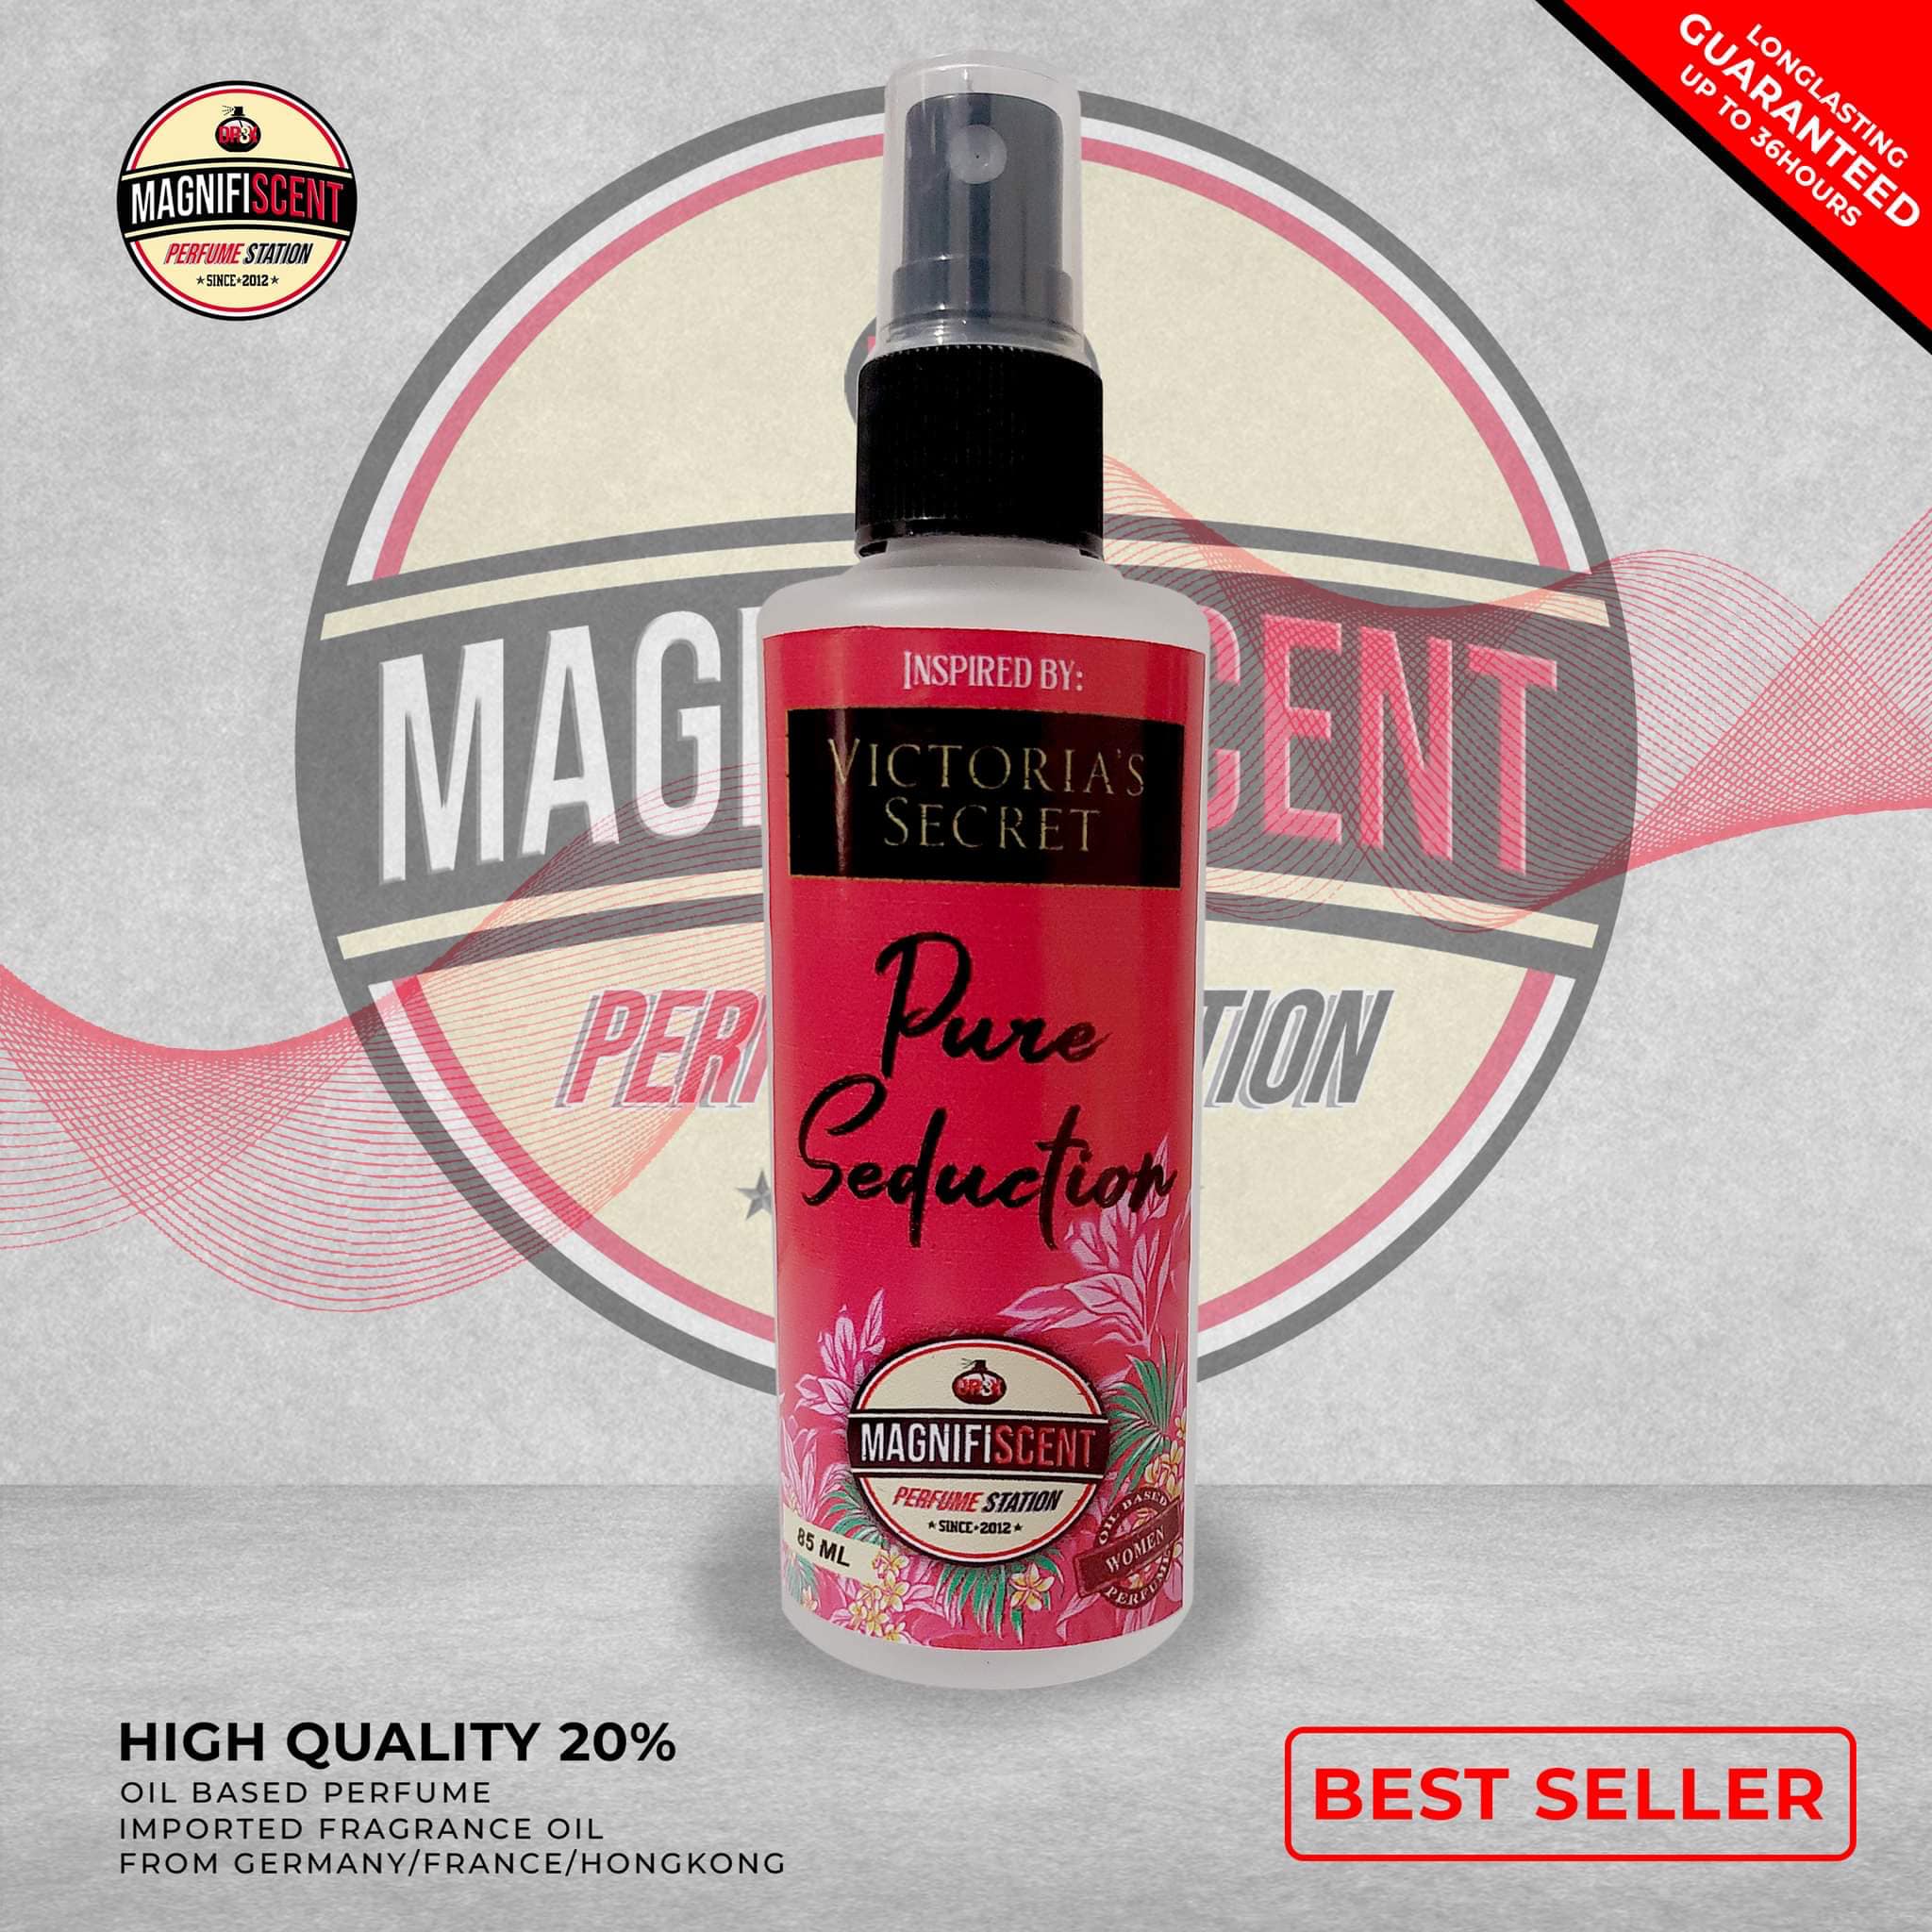 DR3X
MAGNIFISCENT
PERFUME STATION
★SINCE★2012★
LONGLASTING
GUARANTEED
UP TO 36HOURS
INSPIRED BY:
VICTORIA'S
SECRET
Pure
Seduction
MAGNIFISCENT
PERFUME STATION
★SINCE★2012★
85 ML
OIL BASED
WOMEN
PERFUME
HIGH QUALITY 20%
OIL BASED PERFUME
IMPORTED FRAGRANCE OIL
FROM GERMANY/FRANCE/HONGKONG
BEST SELLER